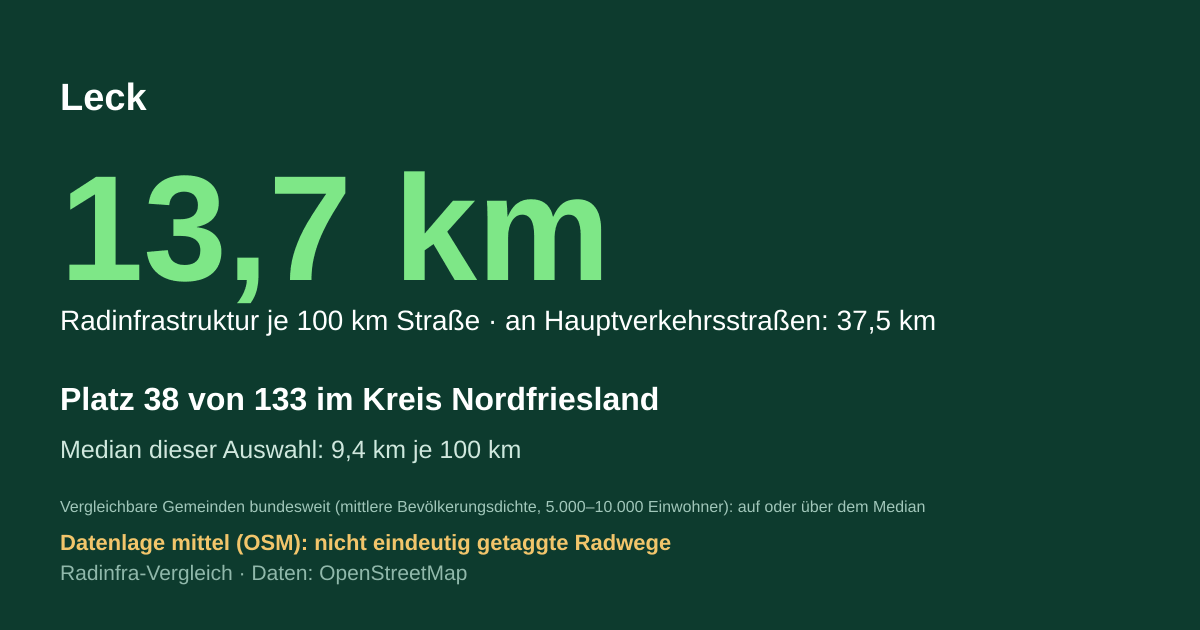 Leck
13,7 km
Radinfrastruktur je 100 km Straße · an Hauptverkehrsstraßen: 37,5 km
Platz 38 von 133 im Kreis Nordfriesland
Median dieser Auswahl: 9,4 km je 100 km
Vergleichbare Gemeinden bundesweit (mittlere Bevölkerungsdichte, 5.000–10.000 Einwohner): auf oder über dem Median
Datenlage mittel (OSM): nicht eindeutig getaggte Radwege
Radinfra-Vergleich · Daten: OpenStreetMap